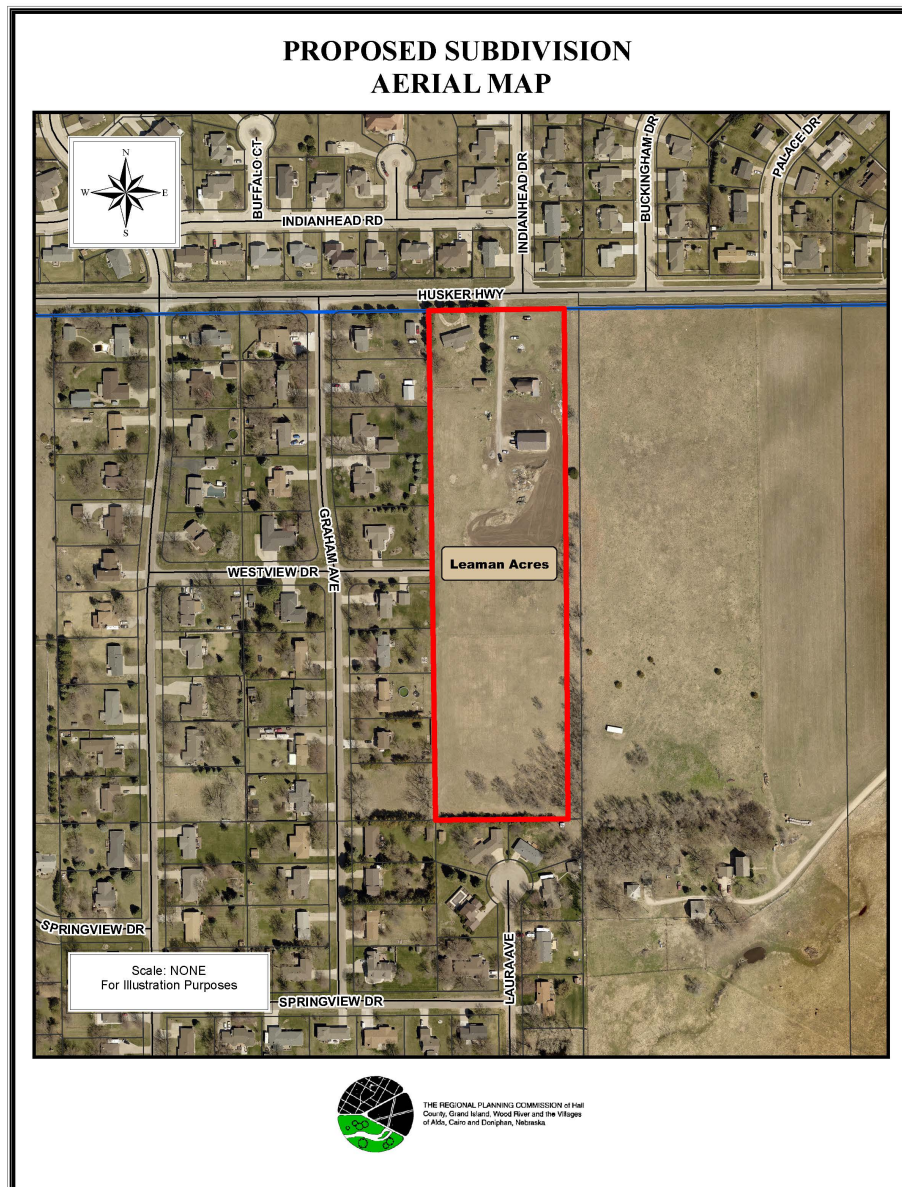 PROPOSED SUBDIVISION
AERIAL MAP
N
W
E
S
BUFFALO CT
INDIANHEAD DR
BUCKINGHAM DR
PALACE DR
INDIANHEAD RD
HUSKER HWY
GRAHAM AVE
WESTVIEW DR
Leaman Acres
SPRINGVIEW DR
LAURA AVE
SPRINGVIEW DR
Scale: NONE
For Illustration Purposes
THE REGIONAL PLANNING COMMISSION of Hall
County, Grand Island, Wood River and the Villages
of Alda, Cairo and Doniphan, Nebraska